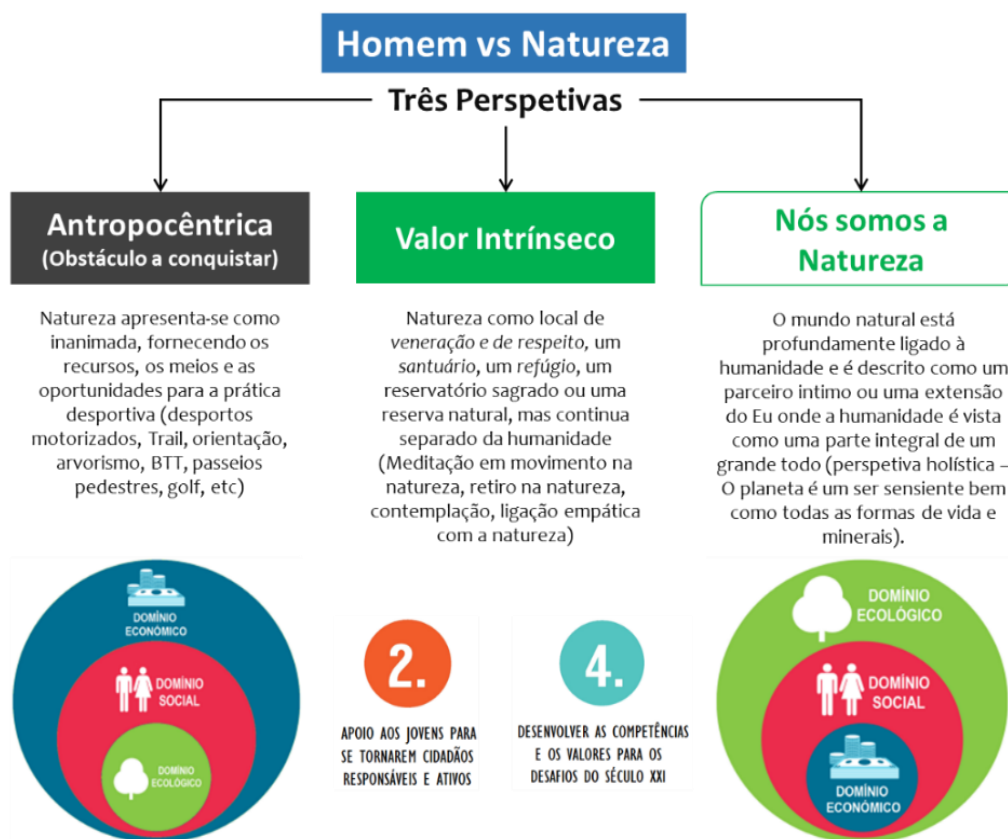 Homem vs Natureza
Três Perspetivas
Antropocêntrica
(Obstáculo a conquistar)
Natureza apresenta-se como
inanimada, fornecendo os
recursos, os meios e as
oportunidades para a prática
desportiva (desportos
motorizados, Trail, orientação,
arvorismo, BTT, passeios
pedestres, golf, etc)
DOMÍNIO
ECONÓMICO
DOMÍNIO
SOCIAL
DOMÍNIO
ECOLÓGICO
Valor Intrínseco
Natureza como local de
veneração e de respeito, um
santuário, um refúgio, um
reservatório sagrado ou uma
reserva natural, mas continua
separado da humanidade
(Meditação em movimento na
natureza, retiro na natureza,
contemplação, ligação empática
com a natureza)
2.
APOIO AOS JOVENS PARA
SE TORNAREM CIDADÃOS
RESPONSÁVEIS E ATIVOS
4.
DESENVOLVER AS COMPETÊNCIAS
E OS VALORES PARA OS
DESAFIOS DO SÉCULO XXI
Nós somos a
Natureza
O mundo natural está
profundamente ligado à
humanidade e é descrito como um
parceiro intimo ou uma extensão
do Eu onde a humanidade é vista
como uma parte integral de um
grande todo (perspetiva holística –
O planeta é um ser sensiente bem
como todas as formas de vida e
minerais).
DOMÍNIO
ECOLÓGICO
DOMÍNIO
SOCIAL
DOMÍNIO
ECONÓMICO